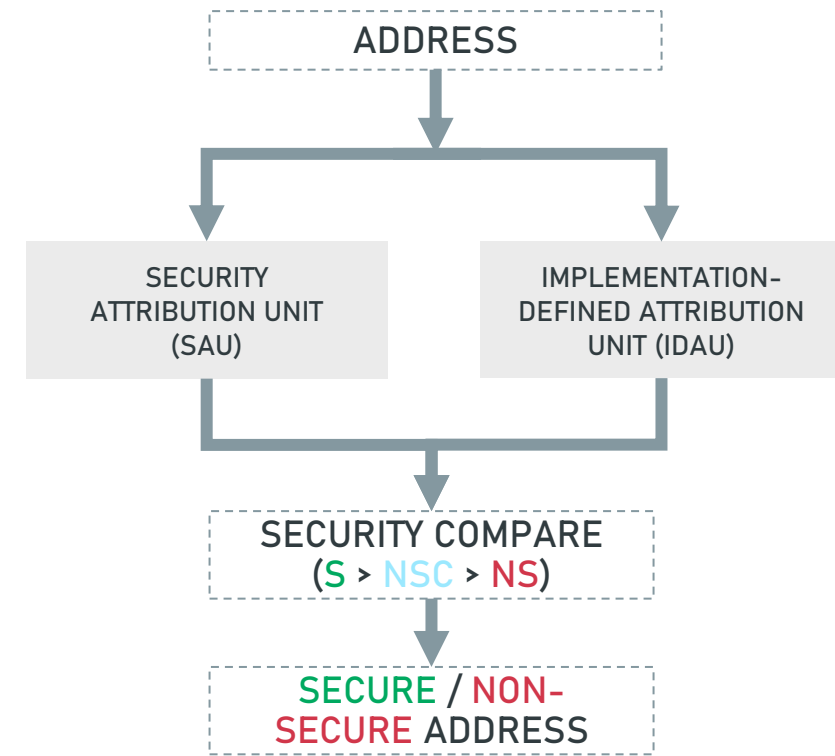 ADDRESS
SECURITY
ATTRIBUTION UNIT
(SAU)
IMPLEMENTATION-
DEFINED ATTRIBUTION
UNIT (IDAU)
SECURITY COMPARE
(S > NSC > NS)
SECURE / NON-
SECURE ADDRESS